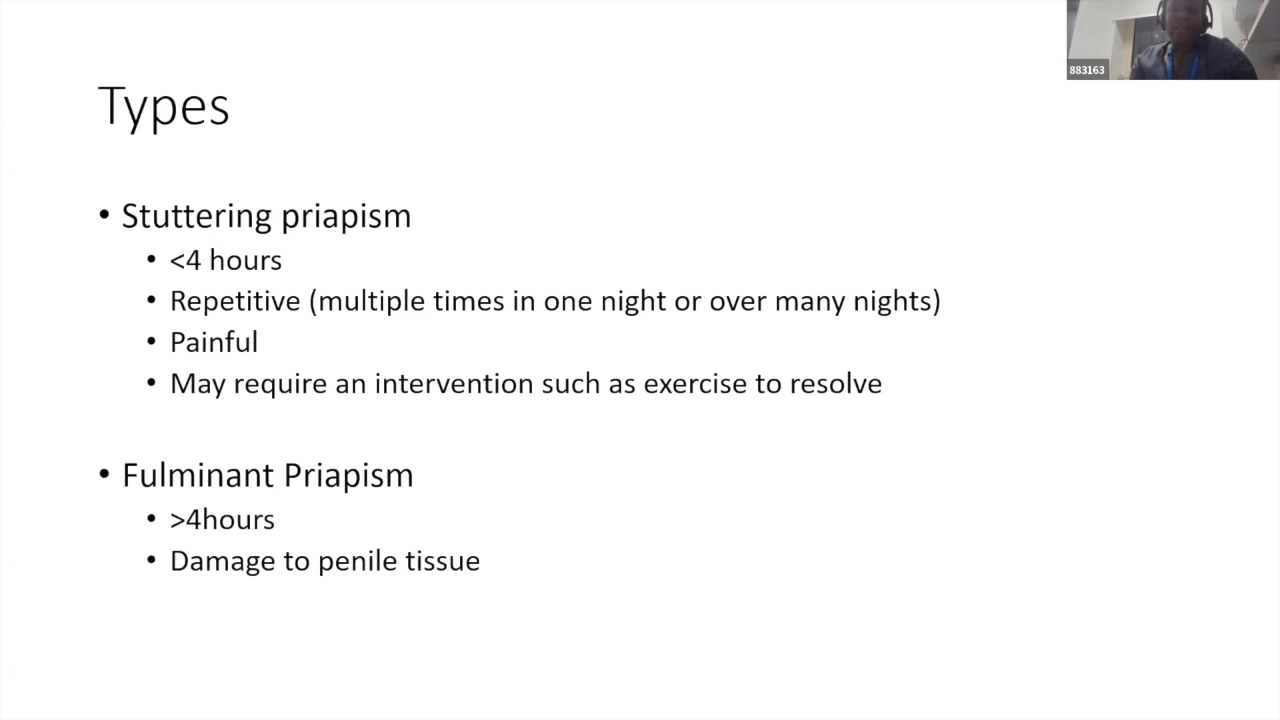 883163
Types
• Stuttering priapism
• <4 hours
• Repetitive (multiple times in one night or over many nights)
• Painful
• May require an intervention such as exercise to resolve
• Fulminant Priapism
• >4hours
• Damage to penile tissue